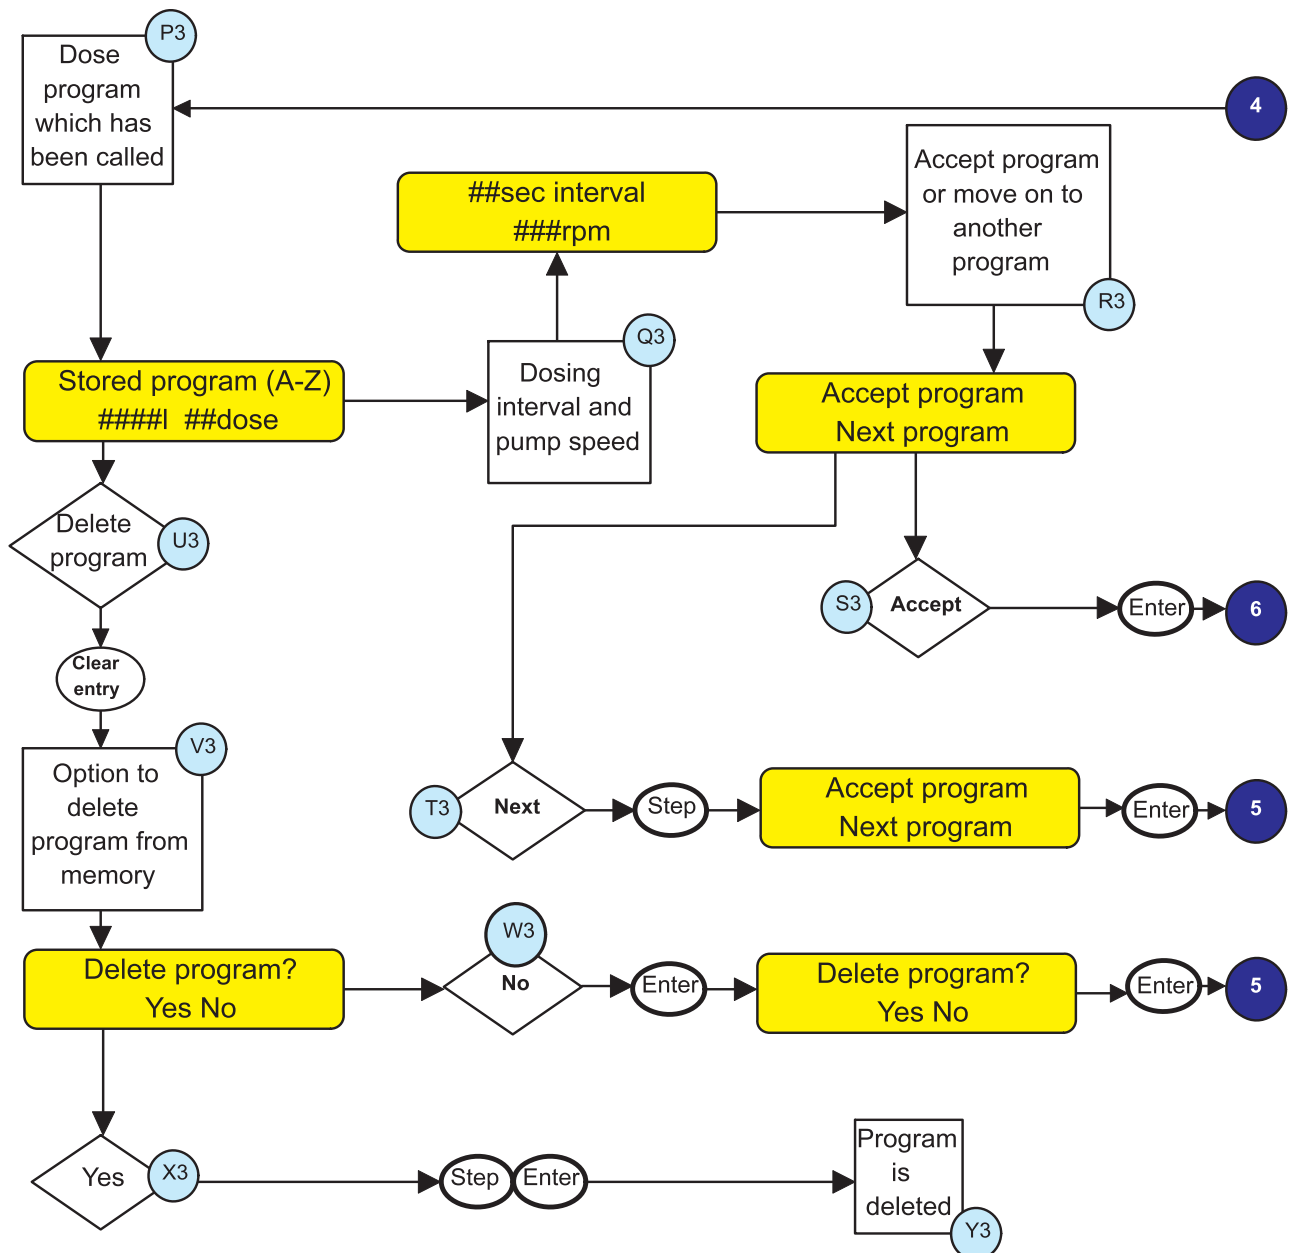 P3
Dose
program
which has
been called
4
##sec interval
###rpm
Accept program
or move on to
another
program
R3
Q3
Dosing
interval and
pump speed
Stored program (A-Z)
####l ##dose
Accept program
Next program
Delete
program
U3
S3
Accept
Enter
6
Clear
entry
V3
Option to
delete
program from
memory
T3
Next
Step
Accept program
Next program
Enter
5
Delete program?
Yes No
W3
No
Enter
Delete program?
Yes No
Enter
5
Yes
X3
Step
Enter
Program
is
deleted
Y3